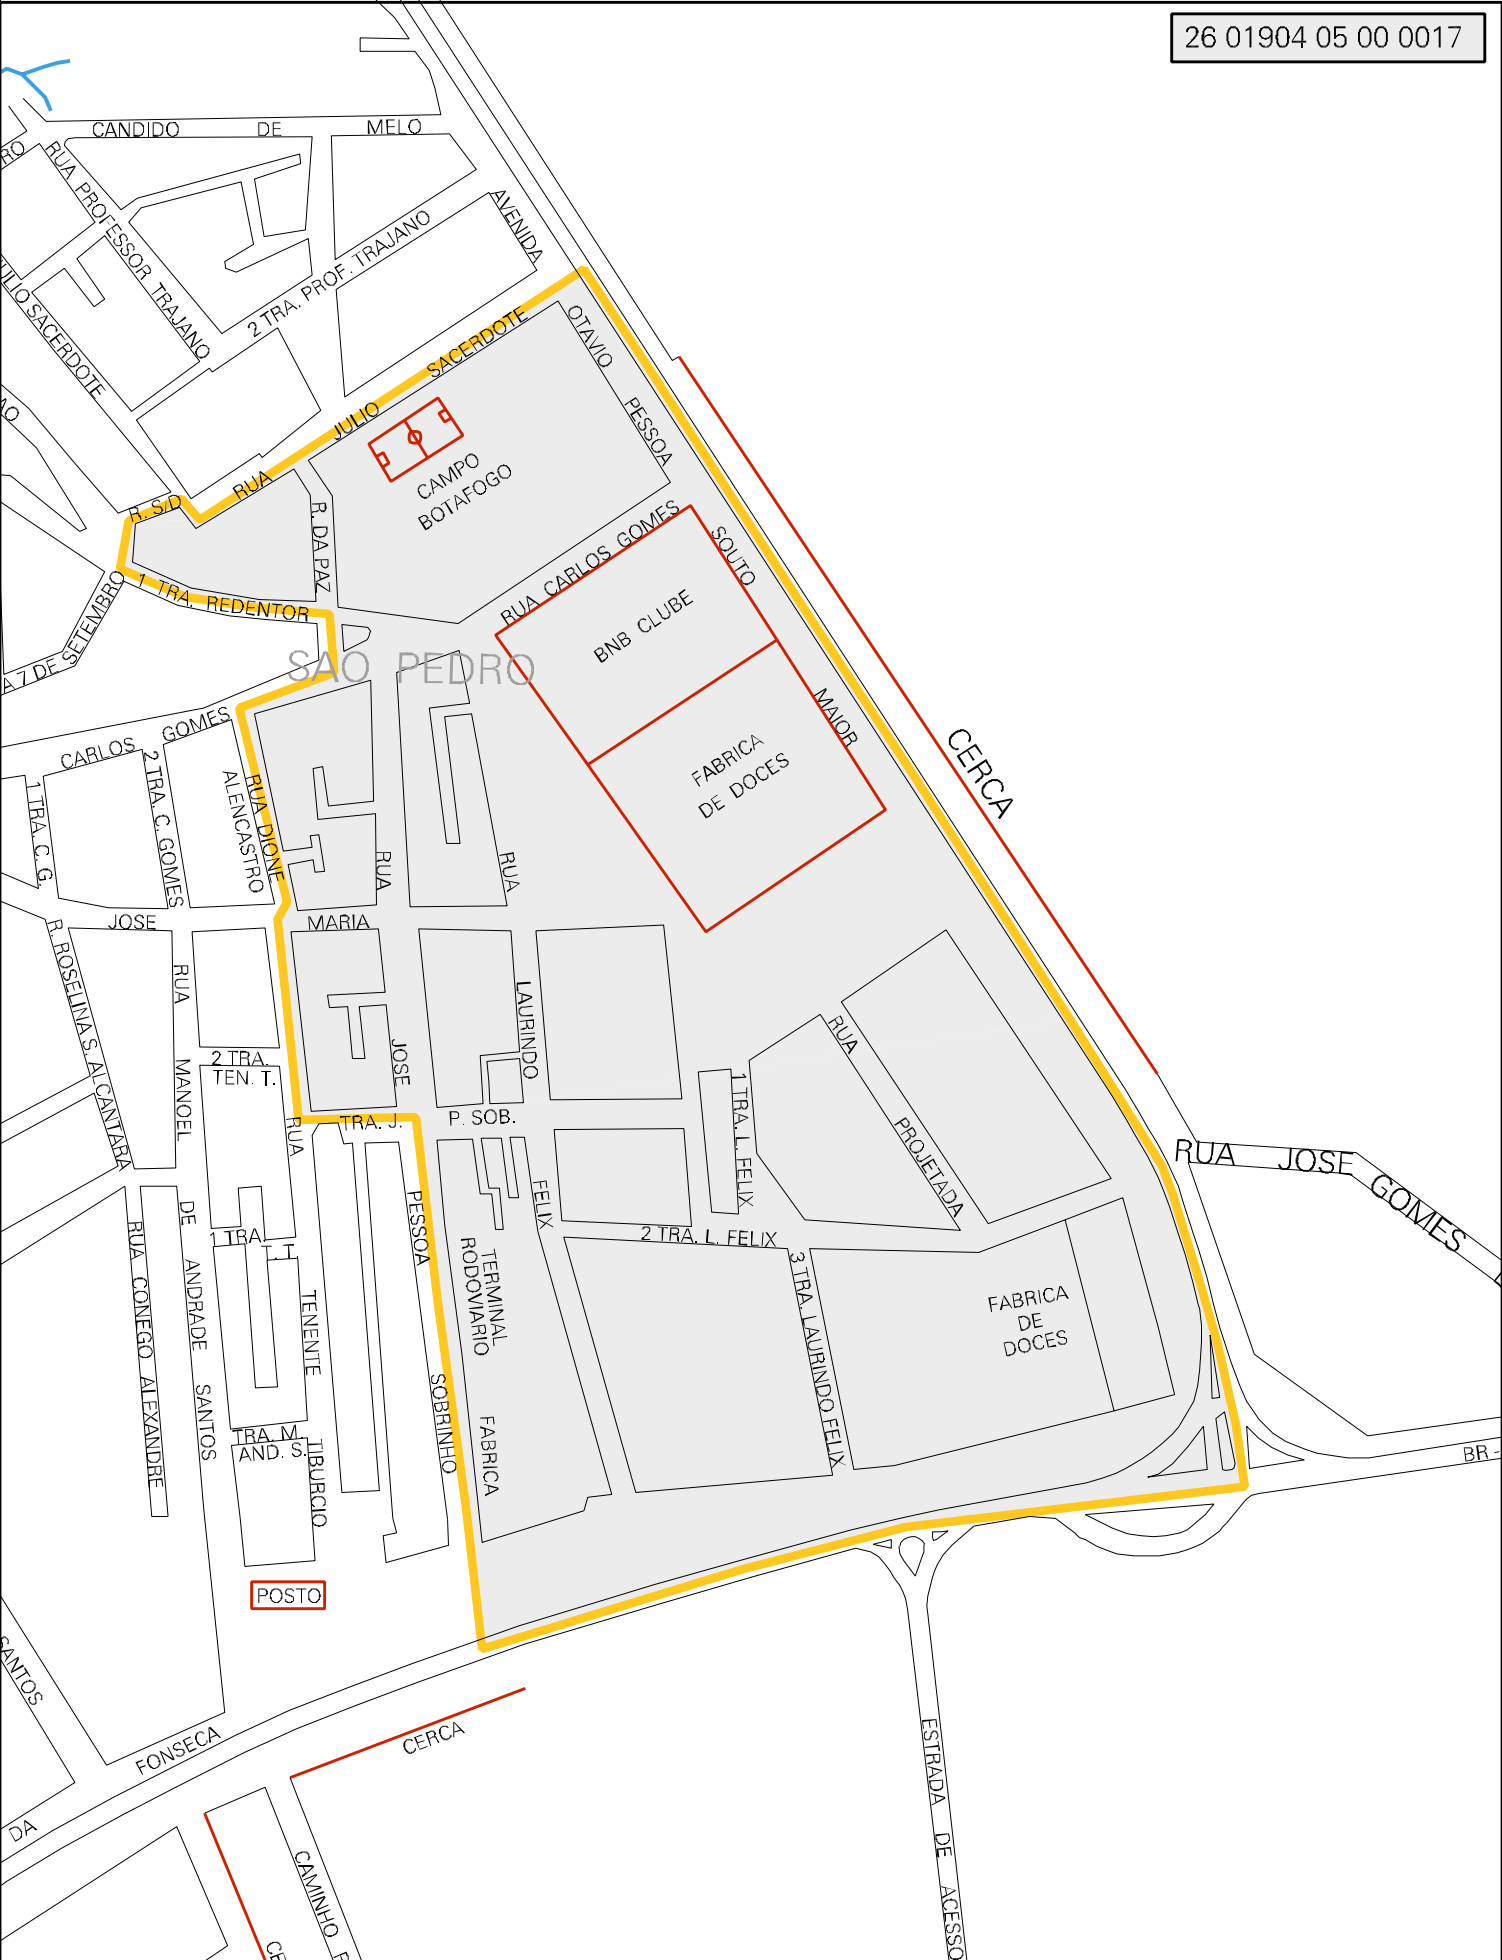 26 01904 05 00 0017
CANDIDO DE MELO
RO
RUA PROFESSOR TRAJANO
AVENIDA
2 TRA. PROF. TRAJANO
JULIO SACERDOTE
OTAVIO
PESSOA
SOUTO
MAIOR
RUA JULIO SACERDOTE
AO
CAMPO
BOTAFOGO
R. S/D
R. DA PAZ
1 TRA. REDENTOR
A 7 DE SETEMBRO
RUA CARLOS GOMES
BNB CLUBE
SAO PEDRO
CARLOS GOMES
FABRICA
DE DOCES
CERCA
1 TRA. C. G.
2 TRA. C. GOMES
RUA DIONE
ALENCASTRO
RUA
RUA
JOSE MARIA
R. ROSELINA S. ALCANTARA
RUA MANOEL DE ANDRADE SANTOS
LAURINDO
FELIX
JOSE
PESSOA
SOBRINHO
2 TRA.
TEN. T.
RUA TENENTE TIBURCIO
TRA. J.
P. SOB.
1 TRA. L. FELIX
RUA PROJETADA
RUA JOSE GOMES
2 TRA. L. FELIX
1 TRA.
T. T.
RUA CONEGO ALEXANDRE
TERMINAL
RODOVIARIO
3 TRA. LAURINDO FELIX
FABRICA
DE
DOCES
FABRICA
TRA. M.
AND. S.
BR -
POSTO
SANTOS
DA FONSECA
CERCA
ESTRADA DE ACESSO
CAMINHO